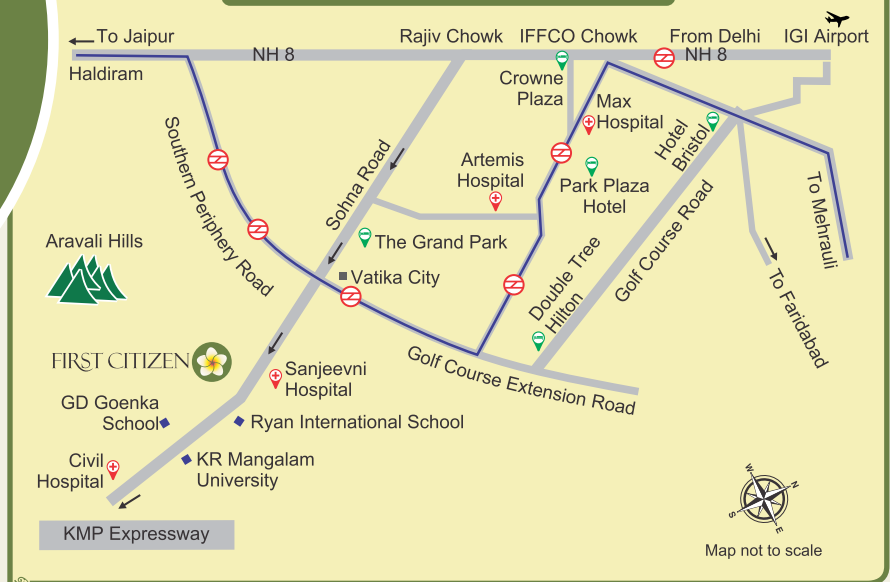 To Jaipur
Rajiv Chowk
IFFCO Chowk
From Delhi
IGI Airport
NH 8
NH 8
Haldiram
Crowne
Plaza
Max
Hospital
Hotel
Bristol
Southern Periphery Road
Sohna Road
Artemis
Hospital
Park Plaza
Hotel
To Mehrauli
Golf Course Road
Aravali Hills
The Grand Park
Vatika City
Double Tree
Hilton
To Faridabad
FIRST CITIZEN
Golf Course Extension Road
Sanjeevni
Hospital
GD Goenka
School
Ryan International School
Civil
Hospital
KR Mangalam
University
KMP Expressway
W
N
S
E
Map not to scale